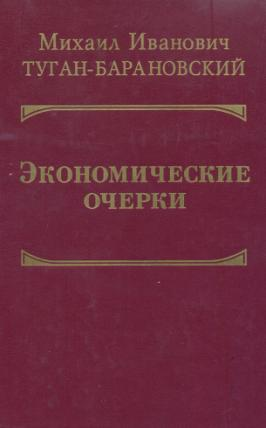 Михаил Иванович
ТУГАН-БАРАНОВСКИЙ
ЭКОНОМИЧЕСКИЕ
ОЧЕРКИ